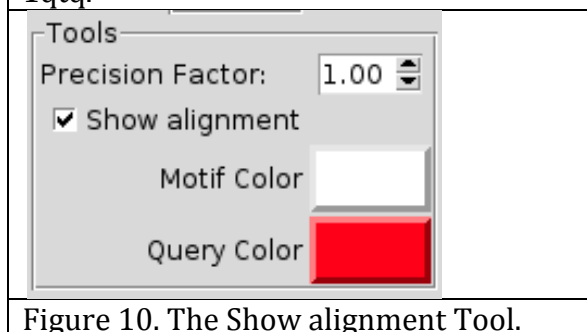 Tools
Precision Factor: 1.00
Show alignment
Motif Color
Query Color
Figure 10. The Show alignment Tool.